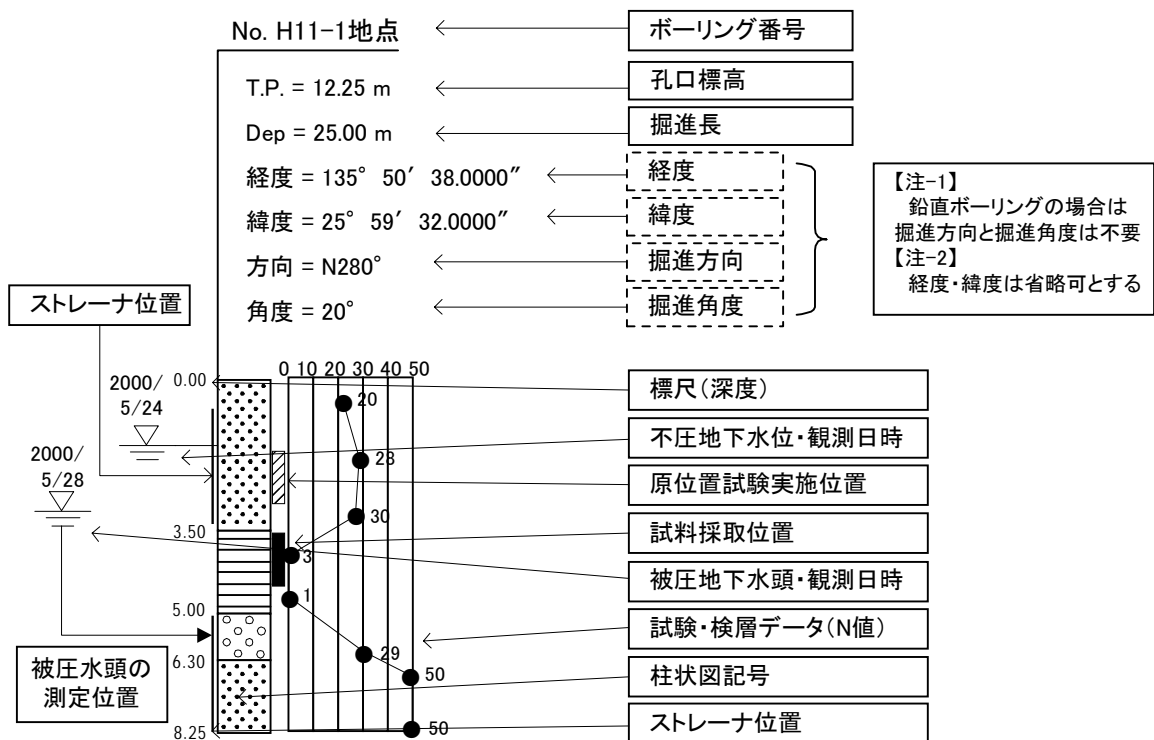 No. H11-1地点
ボーリング番号
T.P. = 12.25 m
孔口標高
Dep = 25.00 m
掘進長
経度 = 135° 50′ 38.0000″
経度
緯度 = 25° 59′ 32.0000″
緯度
方向 = N280°
掘進方向
角度 = 20°
掘進角度
【注-1】
鉛直ボーリングの場合は
掘進方向と掘進角度は不要
【注-2】
経度・緯度は省略可とする
ストレーナ位置
0 10 20 30 40 50
2000/
5/24
2000/
5/28
0.00
3.50
5.00
6.30
8.25
20
28
30
3
1
29
50
50
標尺(深度)
不圧地下水位・観測日時
原位置試験実施位置
試料採取位置
被圧地下水頭・観測日時
試験・検層データ(N値)
柱状図記号
ストレーナ位置
被圧水頭の
測定位置